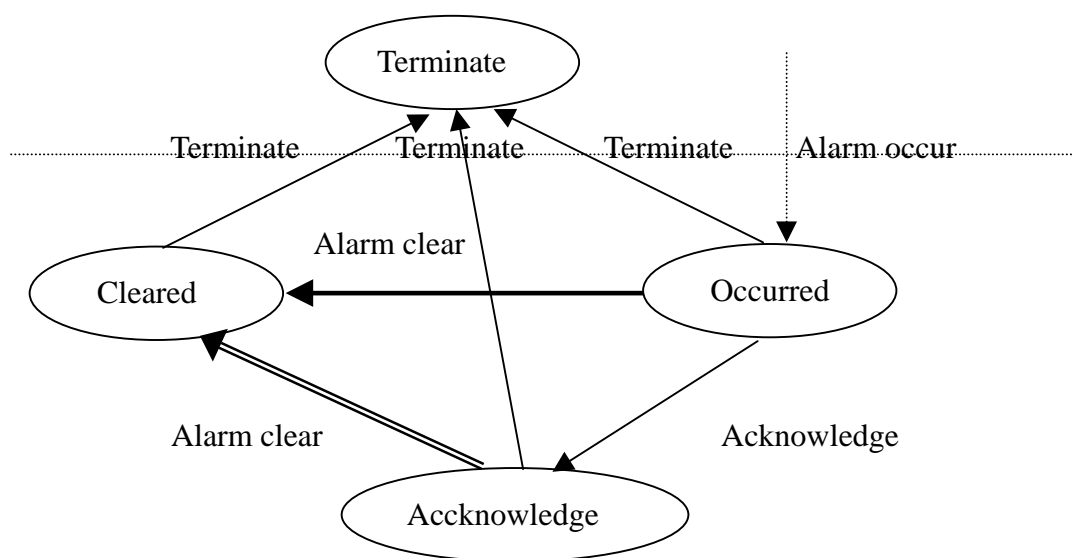 Terminate
Terminate Terminate Terminate Alarm occur
Alarm clear
Cleared
Occurred
Alarm clear
Acknowledge
Accknowledge